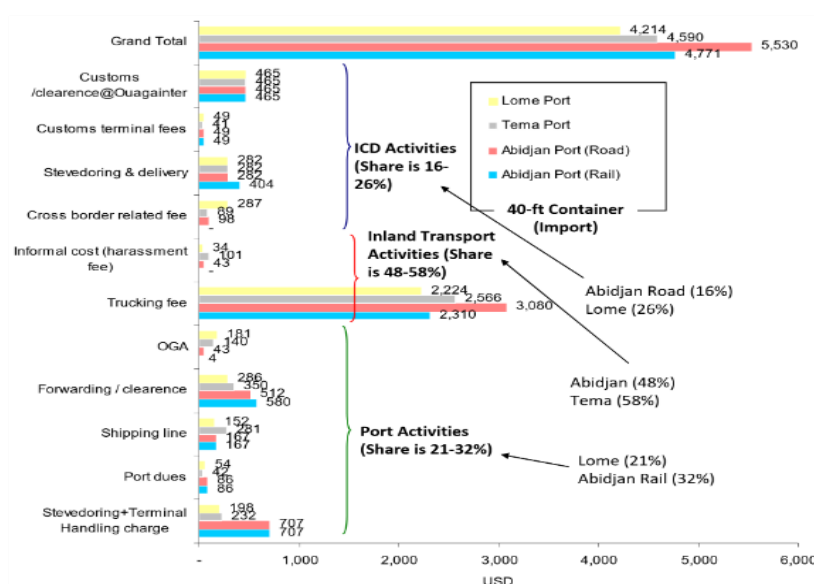 Grand Total
4,214
4,590
5,530
4,771
Customs
/clearence@Ouagainter
465
465
465
465
Customs terminal fees
49
41
49
49
Stevedoring & delivery
282
282
282
404
Cross border related fee
287
89
98
-
Informal cost (harassment
fee)
34
101
43
-
Trucking fee
2,224
2,566
3,080
2,310
OGA
181
140
43
4
Forwarding / clearence
286
350
512
580
Shipping line
152
281
167
167
Port dues
54
42
86
86
Stevedoring+Terminal
Handling charge
198
232
707
707
ICD Activities
(Share is 16-
26%)
Inland Transport
Activities (Share
is 48-58%)
Port Activities
(Share is 21-32%)
Lome Port
Tema Port
Abidjan Port (Road)
Abidjan Port (Rail)
40-ft Container
(Import)
Abidjan Road (16%)
Lome (26%)
Abidjan (48%)
Tema (58%)
Lome (21%)
Abidjan Rail (32%)
- 1,000 2,000 3,000 4,000 5,000 6,000
USD